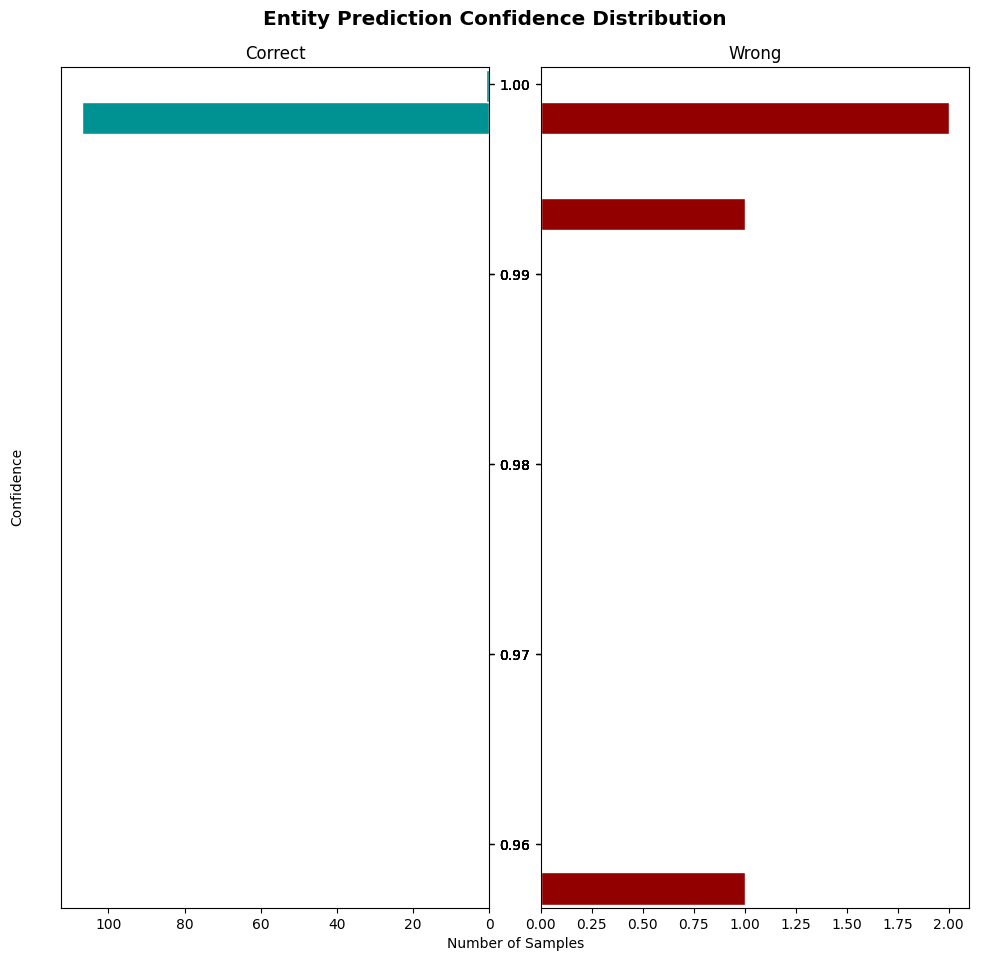 Entity Prediction Confidence Distribution
Correct
Wrong
Confidence
1.00
0.99
0.98
0.97
0.96
100 80 60 40 20 0
0.00 0.25 0.50 0.75 1.00 1.25 1.50 1.75 2.00
Number of Samples